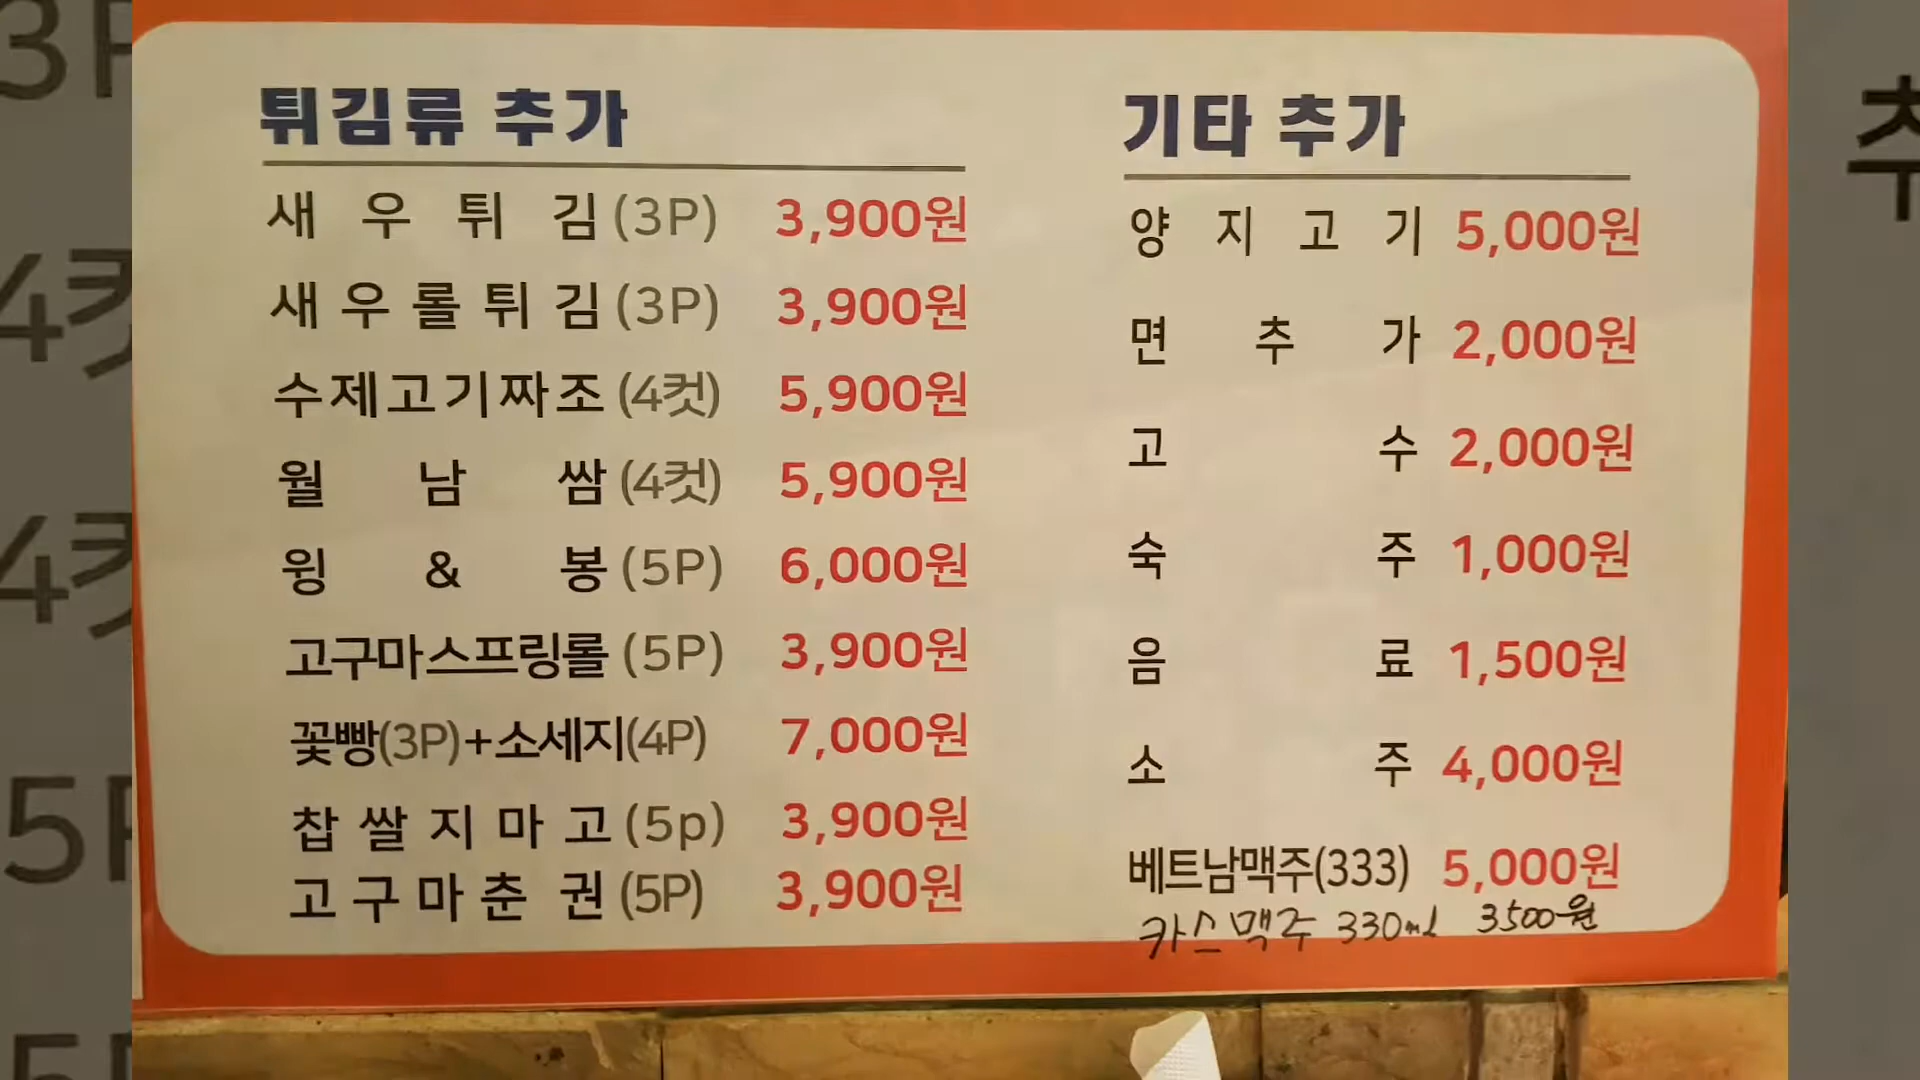 튀김류 추가
새우튀김(3P) 3,900원
새우롤튀김(3P) 3,900원
수제고기짜조(4컷) 5,900원
월남쌈(4컷) 5,900원
윙&봉(5P) 6,000원
고구마스프링롤(5P) 3,900원
꽃빵(3P)+소세지(4P) 7,000원
찹쌀지마고(5p) 3,900원
고구마춘권(5P) 3,900원
기타 추가
양지고기 5,000원
면추가 2,000원
고수 2,000원
숙주 1,000원
음료 1,500원
소주 4,000원
베트남맥주(333) 5,000원
카스맥주 330ml 3500원